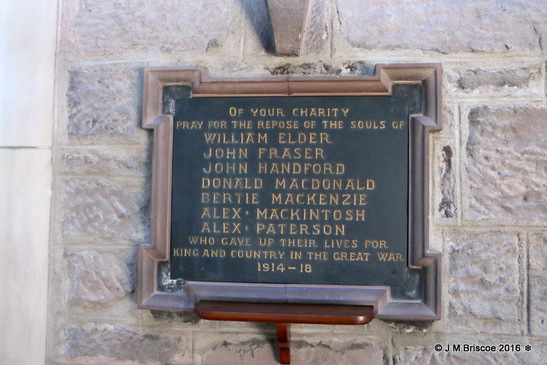 OF YOUR CHARITY
PRAY FOR THE REPOSE OF THE SOULS OF
WILLIAM ELDER
JOHN FRASER
JOHN HANDFORD
DONALD MACDONALD
BERTIE MACKENZIE
ALEX· MACKINTOSH
ALEX· PATERSON
WHO GAVE UP THEIR LIVES FOR
KING AND COUNTRY IN THE GREAT WAR
1914-18
© J M Briscoe 2016